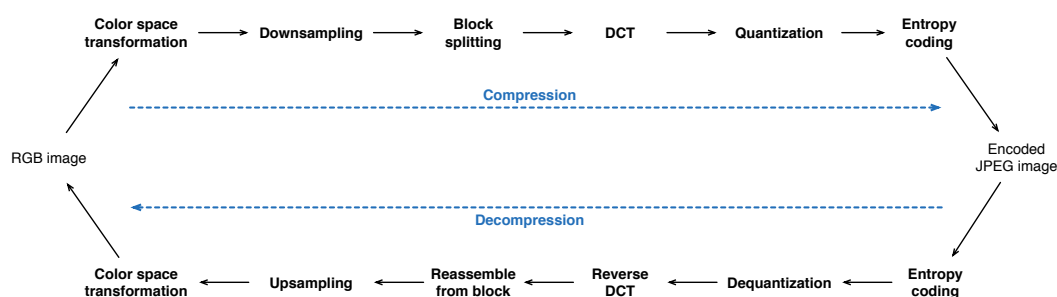 Color space
transformation
Downsampling
Block
splitting
DCT
Quantization
Entropy
coding
Compression
RGB image
Encoded
JPEG image
Decompression
Color space
transformation
Upsampling
Reassemble
from block
Reverse
DCT
Dequantization
Entropy
coding